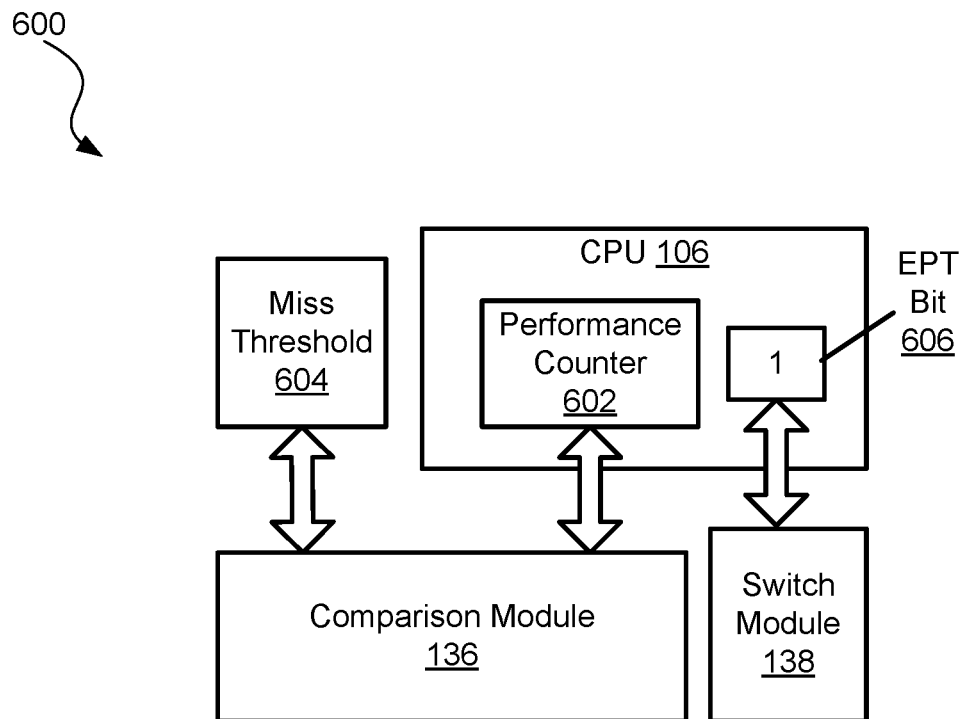 600
CPU 106
EPT
Bit
606
Miss
Threshold
604
Performance
Counter
602
1
Comparison Module
136
Switch
Module
138